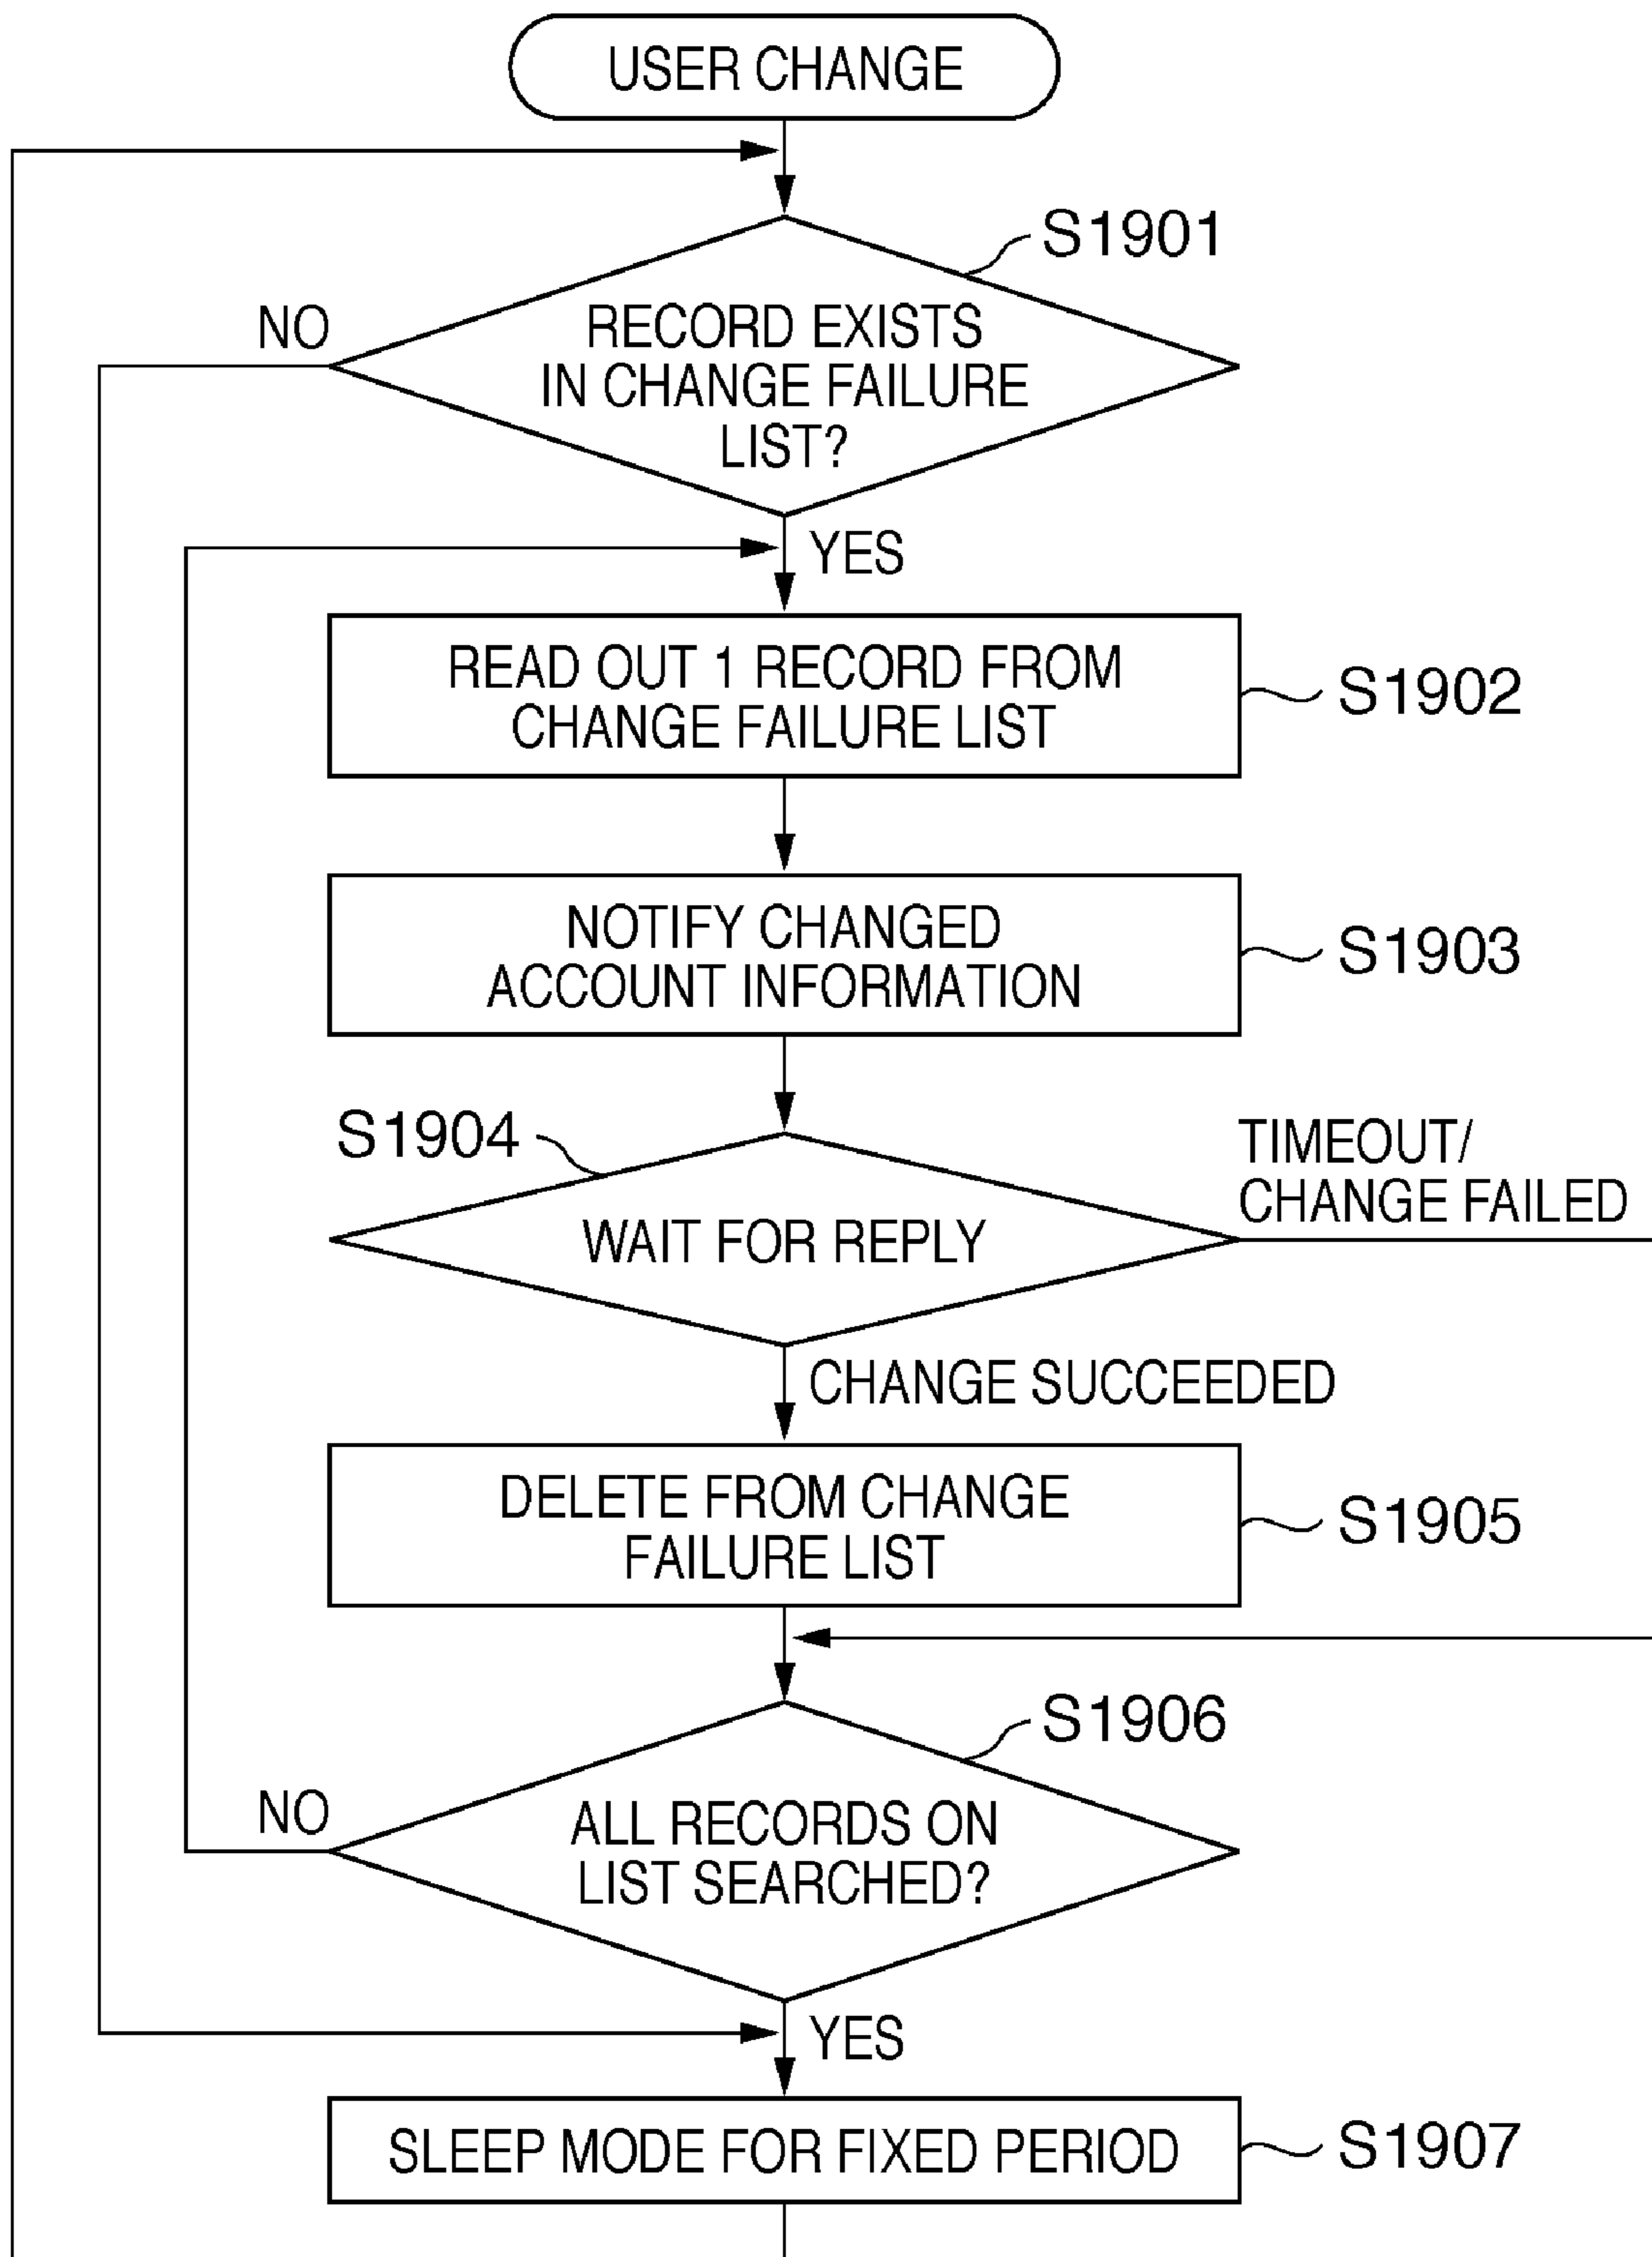 USER CHANGE
S1901
NO
RECORD EXISTS
IN CHANGE FAILURE
LIST?
YES
READ OUT 1 RECORD FROM
CHANGE FAILURE LIST
S1902
NOTIFY CHANGED
ACCOUNT INFORMATION
S1903
S1904
TIMEOUT/
CHANGE FAILED
WAIT FOR REPLY
CHANGE SUCCEEDED
DELETE FROM CHANGE
FAILURE LIST
S1905
S1906
NO
ALL RECORDS ON
LIST SEARCHED?
YES
SLEEP MODE FOR FIXED PERIOD
S1907